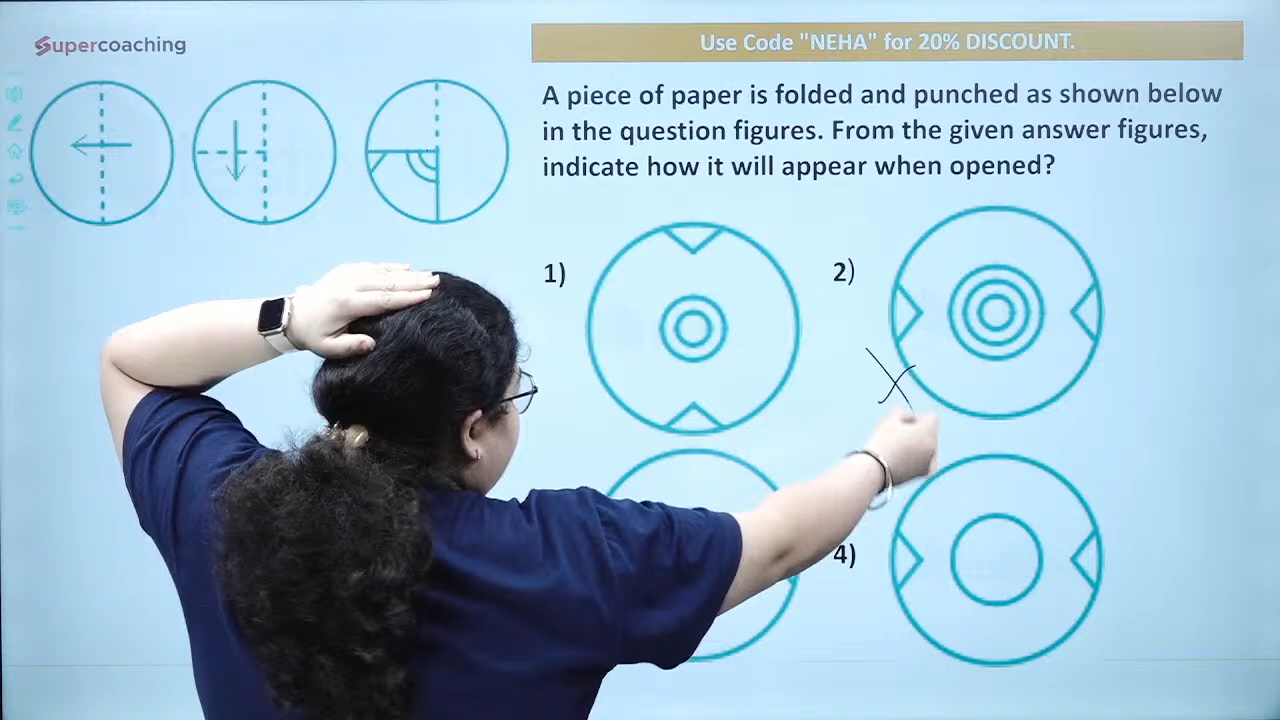 Supercoaching
Use Code "NEHA" for 20% DISCOUNT.
A piece of paper is folded and punched as shown below
in the question figures. From the given answer figures,
indicate how it will appear when opened?
1)
2)
4)